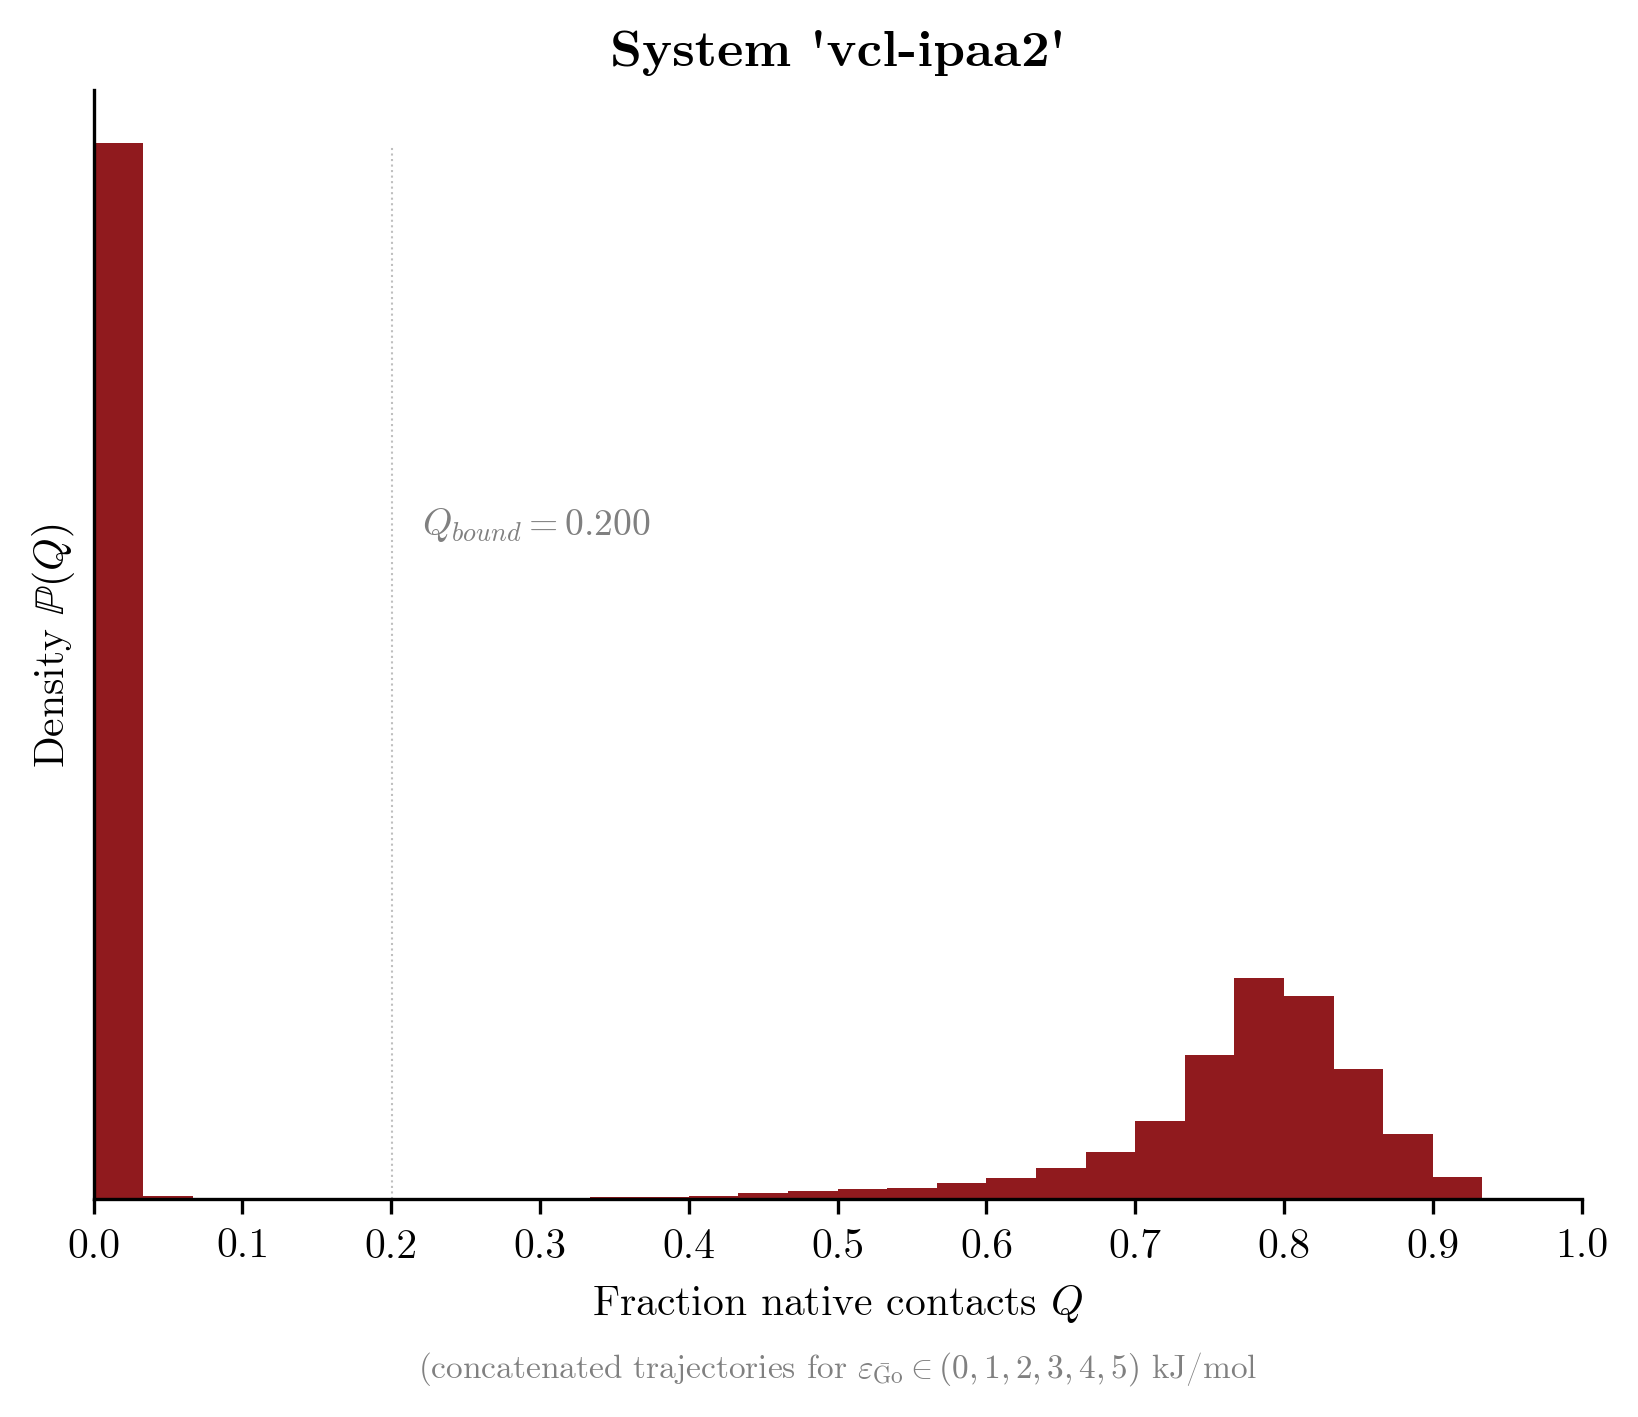 System 'vcl-ipaa2'
Density ℙ(Q)
Q_{bound} = 0.200
0.0 0.1 0.2 0.3 0.4 0.5 0.6 0.7 0.8 0.9 1.0
Fraction native contacts Q
(concatenated trajectories for ε_{Ḡo} ∈ (0, 1, 2, 3, 4, 5) kJ/mol